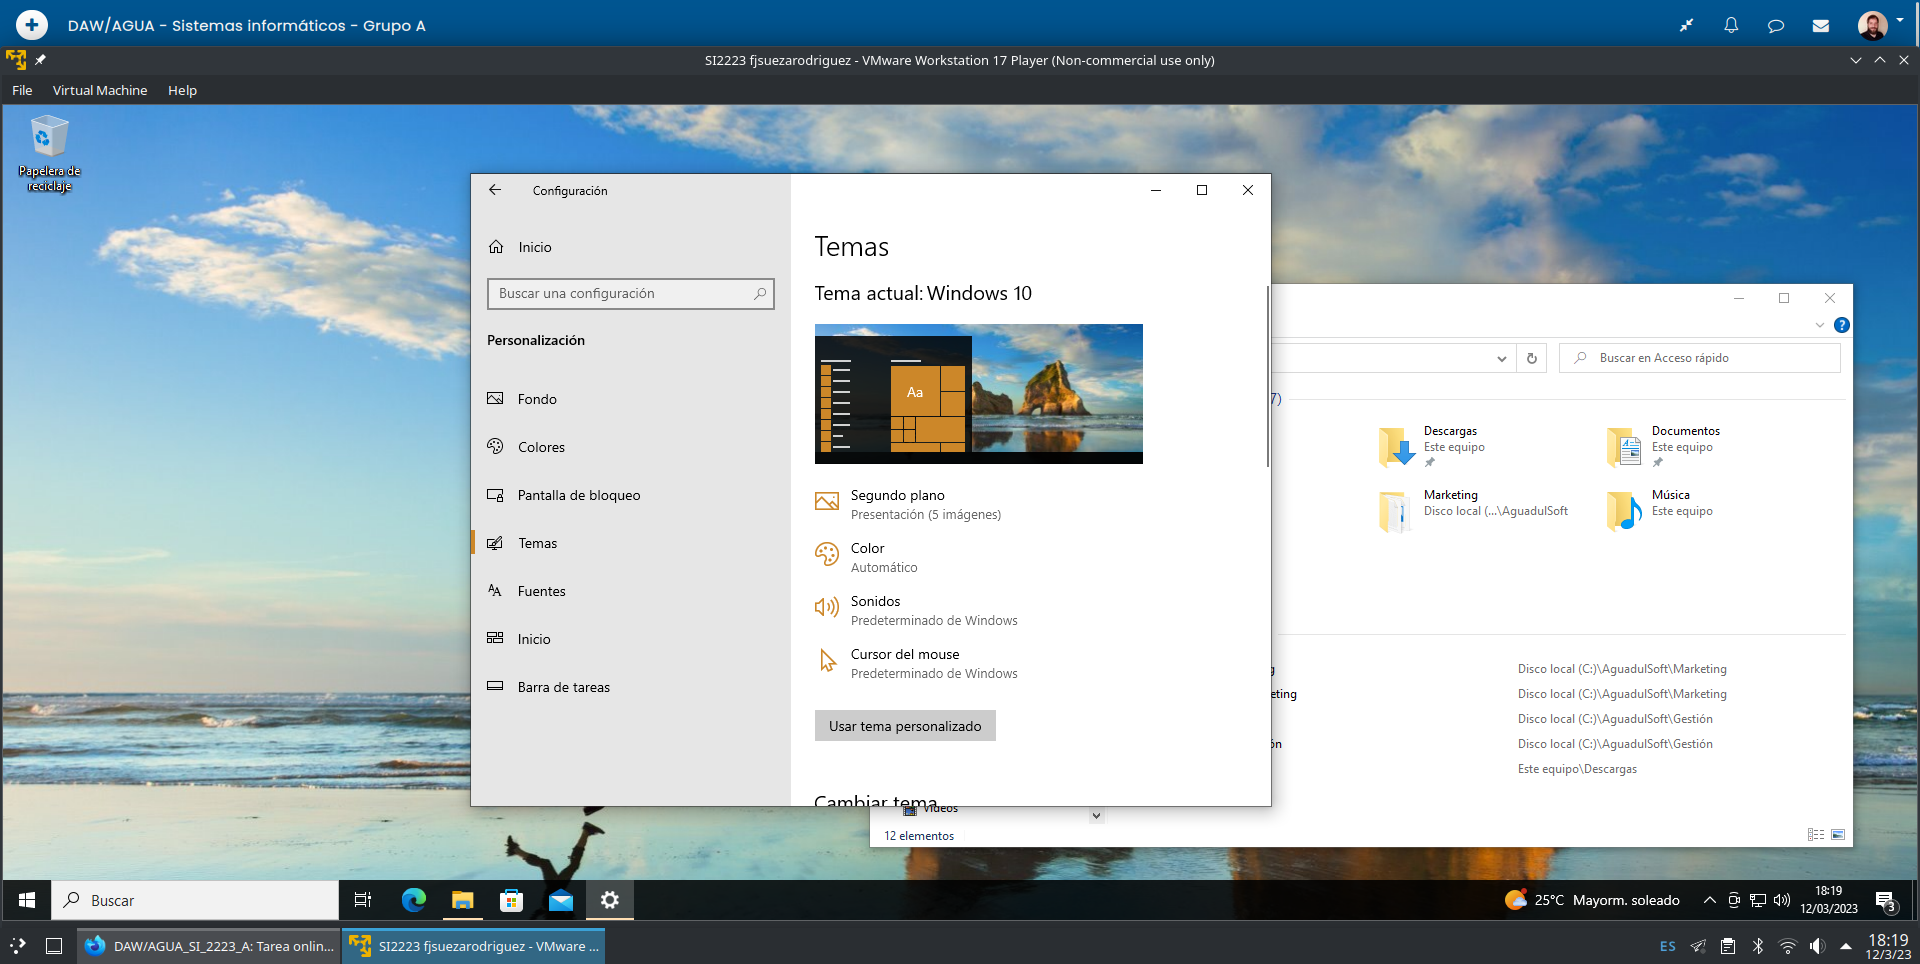 DAW/AGUA - Sistemas informáticos - Grupo A
SI2223 fjsuezarodriguez - VMware Workstation 17 Player (Non-commercial use only)
File Virtual Machine Help
Papelera de
reciclaje
Configuración
Inicio
Buscar una configuración
Personalización
Fondo
Colores
Pantalla de bloqueo
Temas
Fuentes
Inicio
Barra de tareas
Temas
Tema actual: Windows 10
Aa
Segundo plano
Presentación (5 imágenes)
Color
Automático
Sonidos
Predeterminado de Windows
Cursor del mouse
Predeterminado de Windows
Usar tema personalizado
Cambiar tema
Buscar en Acceso rápido
7)
Descargas
Este equipo
Documentos
Este equipo
Marketing
Disco local (...\AguadulSoft
Música
Este equipo
g Disco local (C:)\AguadulSoft\Marketing
eting Disco local (C:)\AguadulSoft\Marketing
Disco local (C:)\AguadulSoft\Gestión
ón Disco local (C:)\AguadulSoft\Gestión
Este equipo\Descargas
Vídeos
12 elementos
Buscar
25°C Mayorm. soleado
18:19
12/03/2023
3
DAW/AGUA_SI_2223_A: Tarea onlin...
SI2223 fjsuezarodriguez - VMware ...
ES
18:19
12/3/23